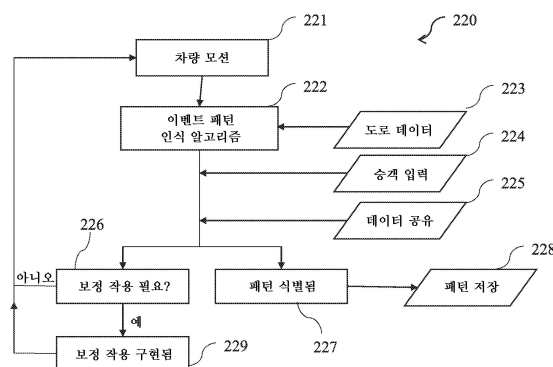 221
220
차량 모션
222
이벤트 패턴
인식 알고리즘
223
도로 데이터
224
승객 입력
225
데이터 공유
226
228
아니오
보정 작용 필요?
패턴 식별됨
패턴 저장
예
227
보정 작용 구현됨
229